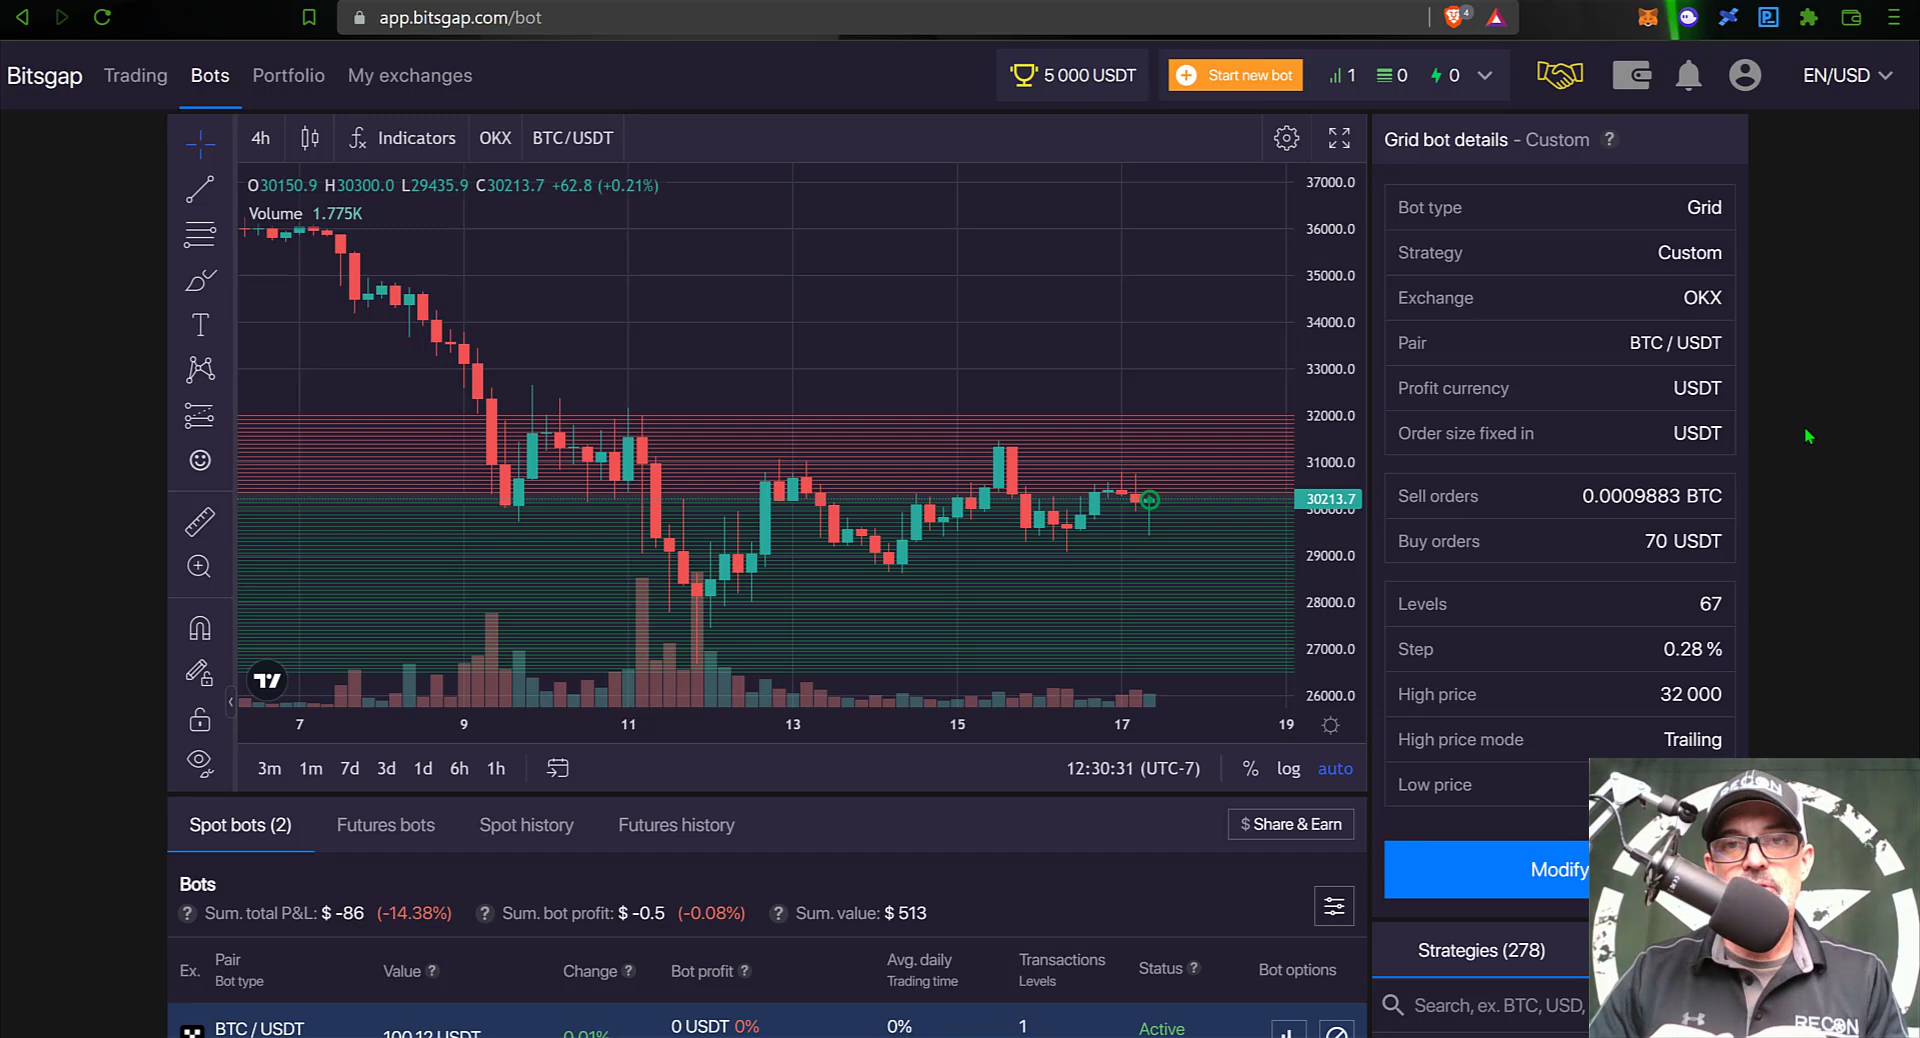 app.bitsgap.com/bot
4
Bitsgap Trading Bots Portfolio My exchanges 5 000 USDT Start new bot 1 0 0 EN/USD
4h Indicators OKX BTC/USDT
O30150.9 H30300.0 L29435.9 C30213.7 +62.8 (+0.21%)
Volume 1.775K
37000.0
36000.0
35000.0
34000.0
33000.0
32000.0
31000.0
30213.7
30000.0
29000.0
28000.0
27000.0
26000.0
7 9 11 13 15 17 19
3m 1m 7d 3d 1d 6h 1h 12:30:31 (UTC-7) % log auto
Grid bot details - Custom ?
Bot type Grid
Strategy Custom
Exchange OKX
Pair BTC / USDT
Profit currency USDT
Order size fixed in USDT
Sell orders 0.0009883 BTC
Buy orders 70 USDT
Levels 67
Step 0.28 %
High price 32 000
High price mode Trailing
Low price
Modify
Strategies (278)
Search, ex. BTC, USD,
Spot bots (2) Futures bots Spot history Futures history $ Share & Earn
Bots
? Sum. total P&L: $ -86 (-14.38%) ? Sum. bot profit: $ -0.5 (-0.08%) ? Sum. value: $ 513
Ex. Pair Value ? Change ? Bot profit ? Avg. daily Transactions Status ? Bot options
Bot type Trading time Levels
BTC / USDT 100.12 USDT 0.01% 0 USDT 0% 0% 1 Active
RECON
RECON